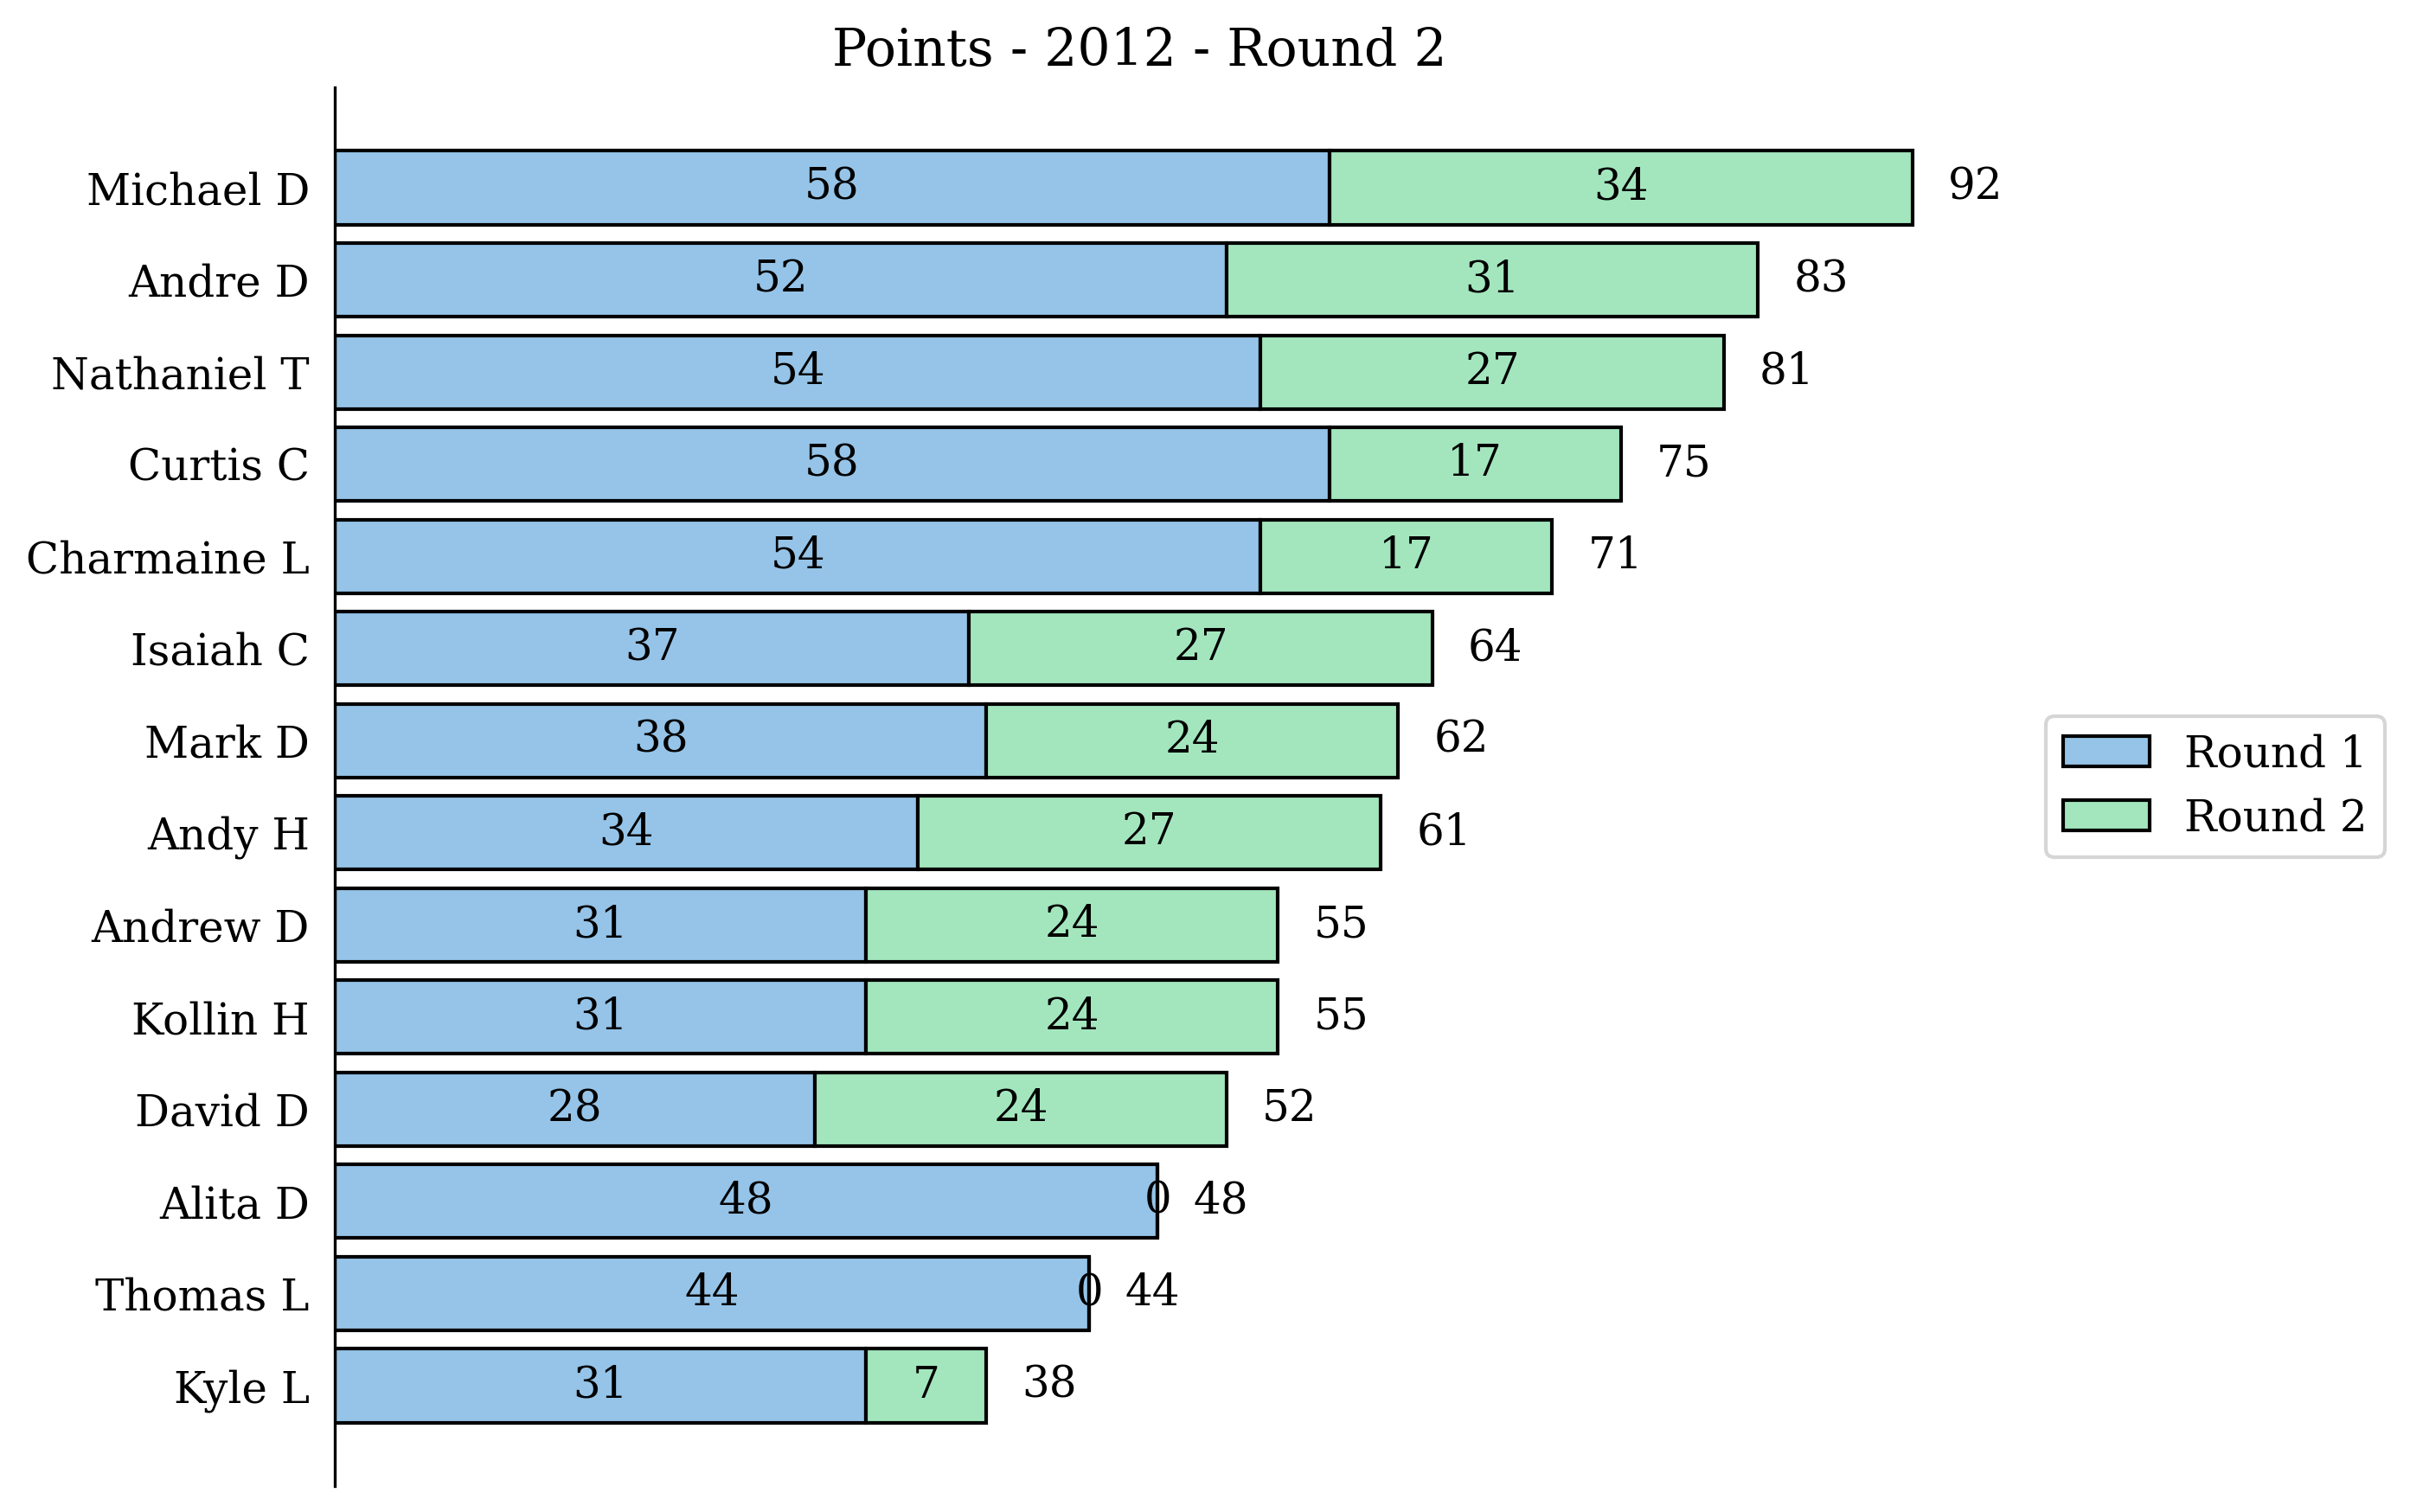 Points - 2012 - Round 2
Michael D 58 34 92
Andre D 52 31 83
Nathaniel T 54 27 81
Curtis C 58 17 75
Charmaine L 54 17 71
Isaiah C 37 27 64
Mark D 38 24 62
Andy H 34 27 61
Andrew D 31 24 55
Kollin H 31 24 55
David D 28 24 52
Alita D 48 0 48
Thomas L 44 0 44
Kyle L 31 7 38
Round 1
Round 2